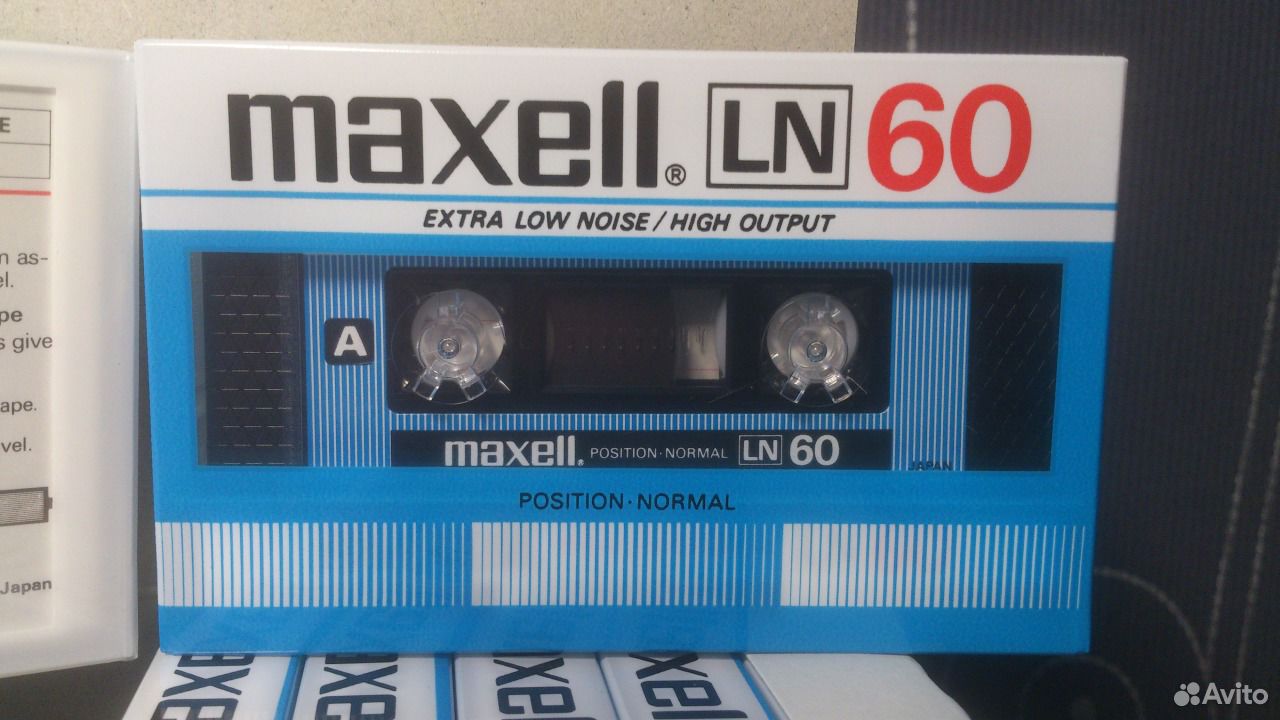 maxell® LN 60
EXTRA LOW NOISE / HIGH OUTPUT
A
maxell® POSITION · NORMAL LN 60
JAPAN
POSITION · NORMAL
E
n as-
el.
pe
s give
ape.
vel.
Japan
axell
maxell
maxell
maxell
Avito